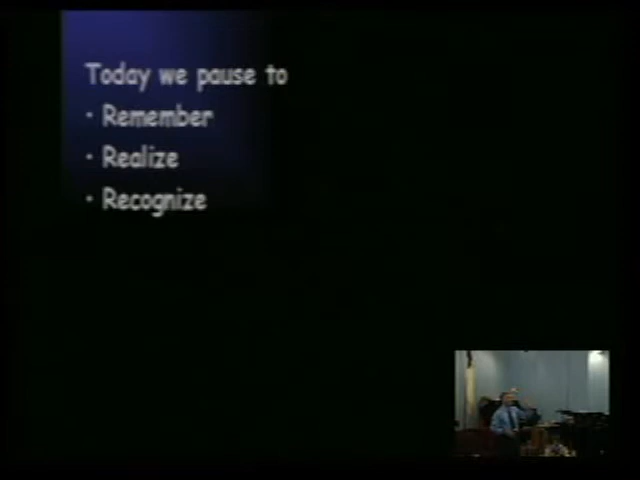 Today we pause to
• Remember
• Realize
• Recognize